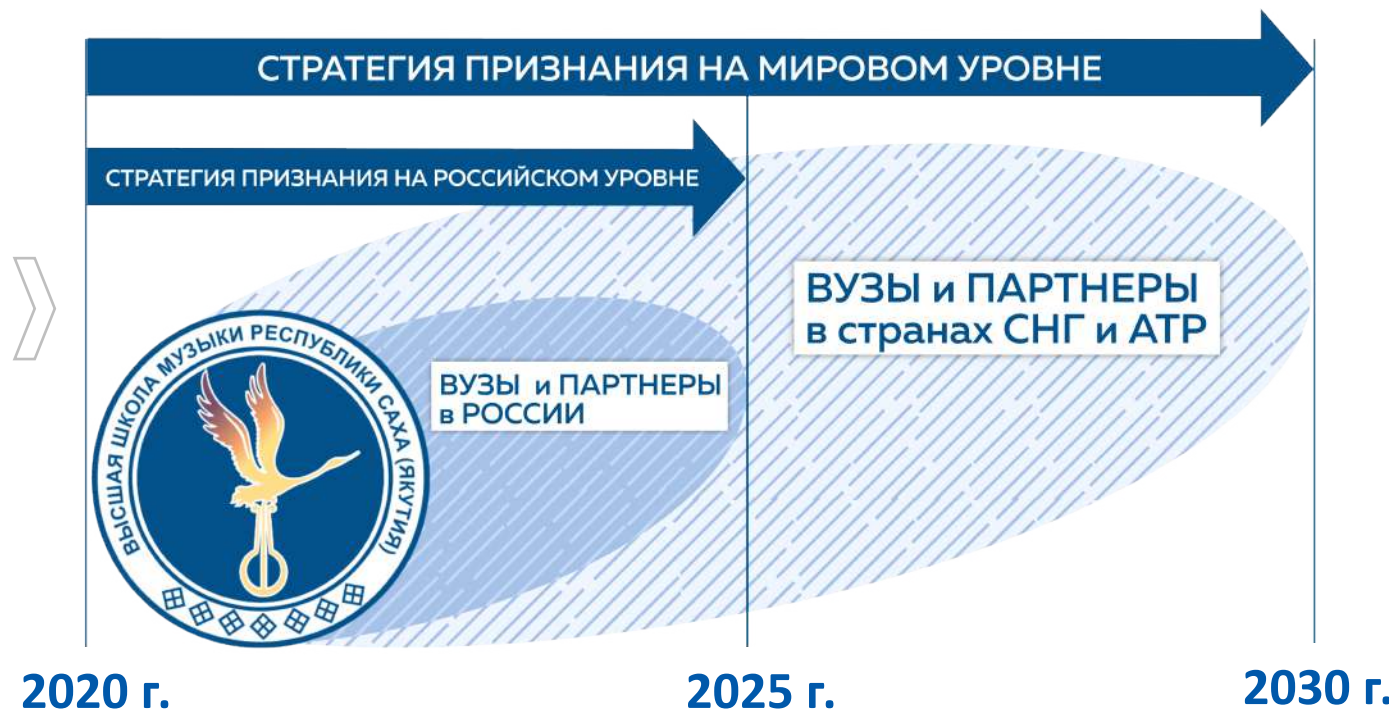 СТРАТЕГИЯ ПРИЗНАНИЯ НА МИРОВОМ УРОВНЕ
СТРАТЕГИЯ ПРИЗНАНИЯ НА РОССИЙСКОМ УРОВНЕ
ВУЗЫ и ПАРТНЕРЫ
в странах СНГ и АТР
ВЫСШАЯ ШКОЛА МУЗЫКИ РЕСПУБЛИКИ САХА (ЯКУТИЯ)
ВУЗЫ и ПАРТНЕРЫ
в РОССИИ
2020 г.
2025 г.
2030 г.